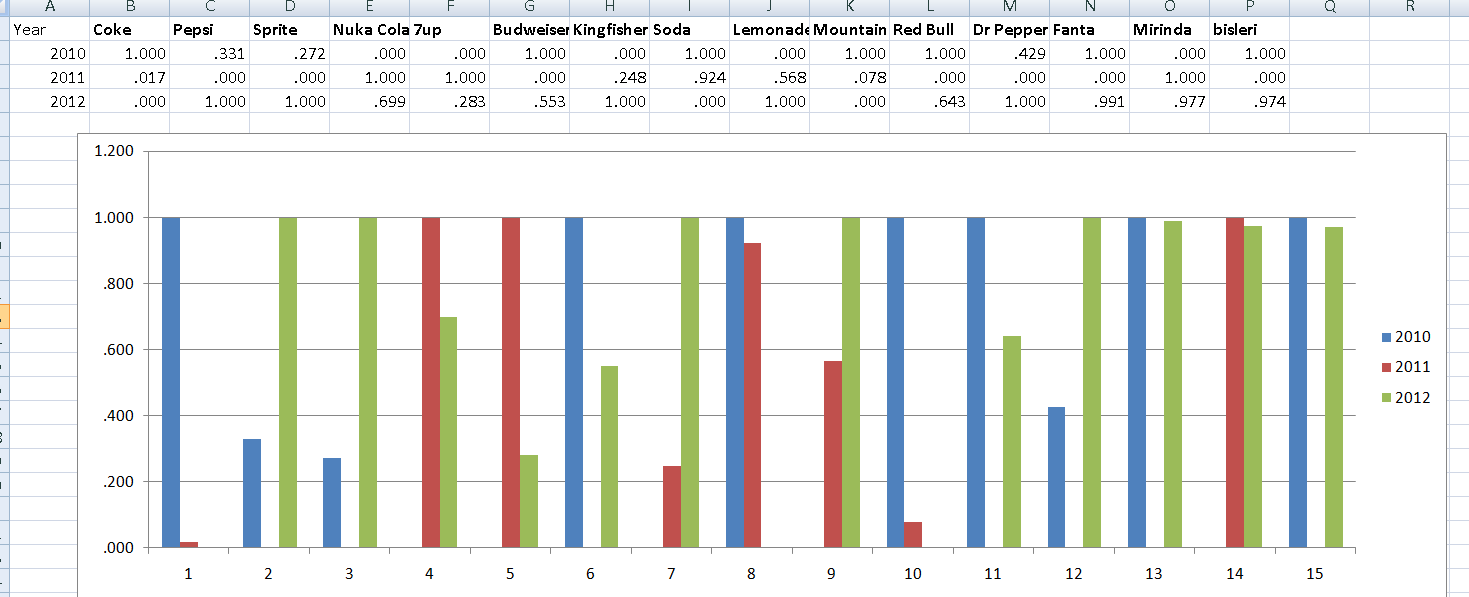 A B C D E F G H I J K L M N O P Q R
Year Coke Pepsi Sprite Nuka Cola 7up Budweiser Kingfisher Soda Lemonade Mountain Red Bull Dr Pepper Fanta Mirinda bisleri
2010 1.000 .331 .272 .000 .000 1.000 .000 1.000 .000 1.000 1.000 .429 1.000 .000 1.000
2011 .017 .000 .000 1.000 1.000 .000 .248 .924 .568 .078 .000 .000 .000 1.000 .000
2012 .000 1.000 1.000 .699 .283 .553 1.000 .000 1.000 .000 .643 1.000 .991 .977 .974
1.200
1.000
.800
.600
.400
.200
.000
1 2 3 4 5 6 7 8 9 10 11 12 13 14 15
2010
2011
2012